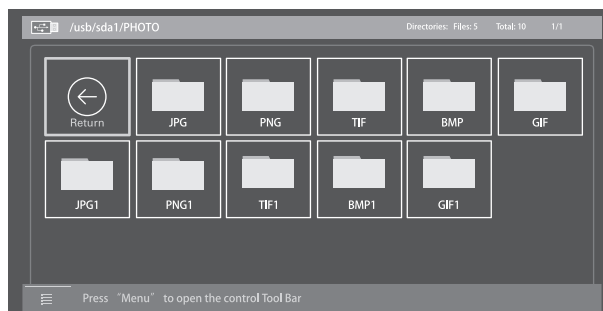 /usb/sda1/PHOTO Directories: Files: 5 Total: 10 1/1
Return JPG PNG TIF BMP GIF
JPG1 PNG1 TIF1 BMP1 GIF1
Press “Menu” to open the control Tool Bar